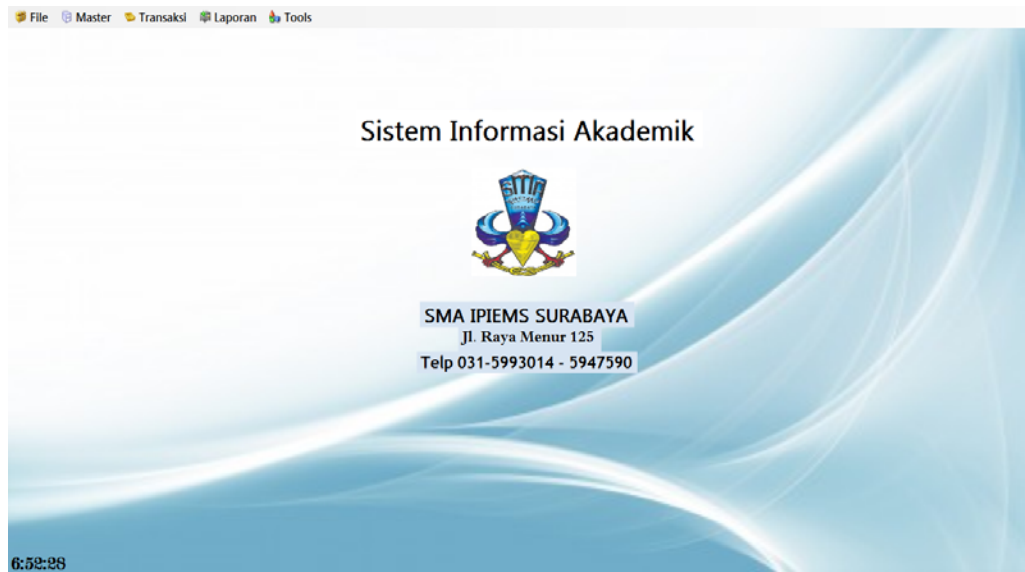 File Master Transaksi Laporan Tools
Sistem Informasi Akademik
SMA IPIEMS SURABAYA
Jl. Raya Menur 125
Telp 031-5993014 - 5947590
6:52:28